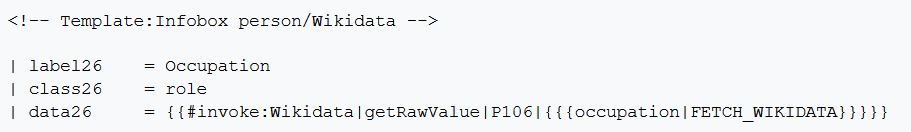 <!-- Template:Infobox person/Wikidata -->
| label26 = Occupation
| class26 = role
| data26 = {{#invoke:Wikidata|getRawValue|P106|{{{occupation|FETCH_WIKIDATA}}}}}